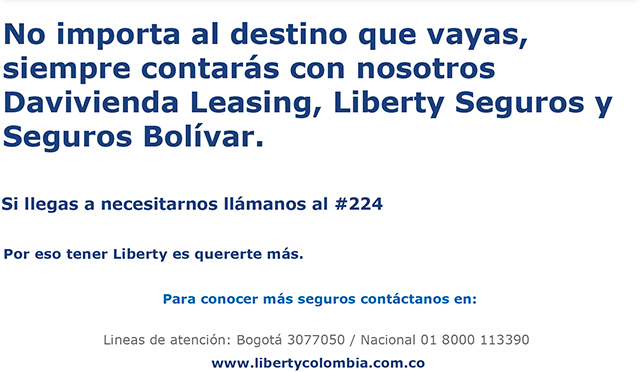 No importa al destino que vayas,
siempre contarás con nosotros
Davivienda Leasing, Liberty Seguros y
Seguros Bolívar.
Si llegas a necesitarnos llámanos al #224
Por eso tener Liberty es quererte más.
Para conocer más seguros contáctanos en:
Lineas de atención: Bogotá 3077050 / Nacional 01 8000 113390
www.libertycolombia.com.co